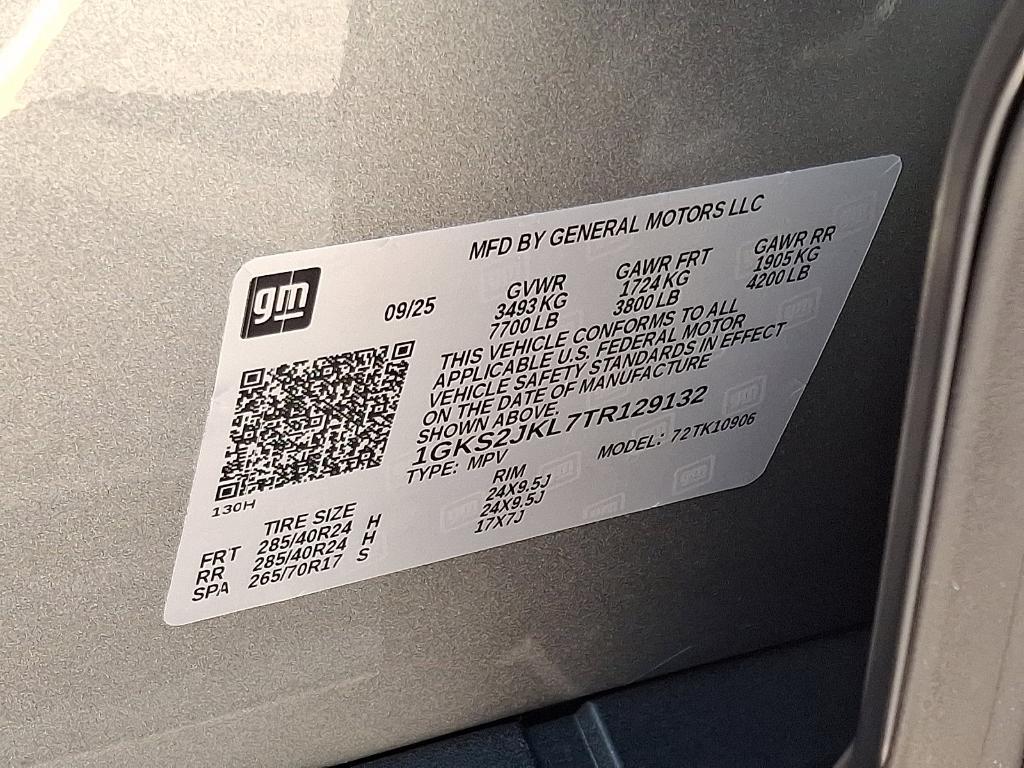 MFD BY GENERAL MOTORS LLC
gm
09/25
GVWR GAWR FRT GAWR RR
3493 KG 1724 KG 1905 KG
7700 LB 3800 LB 4200 LB
THIS VEHICLE CONFORMS TO ALL
APPLICABLE U.S. FEDERAL MOTOR
VEHICLE SAFETY STANDARDS IN EFFECT
ON THE DATE OF MANUFACTURE
SHOWN ABOVE.
1GKS2JKL7TR129132
TYPE: MPV MODEL: 72TK10906
130H
TIRE SIZE RIM
FRT 285/40R24 H 24X9.5J
RR 285/40R24 H 24X9.5J
SPA 265/70R17 S 17X7J